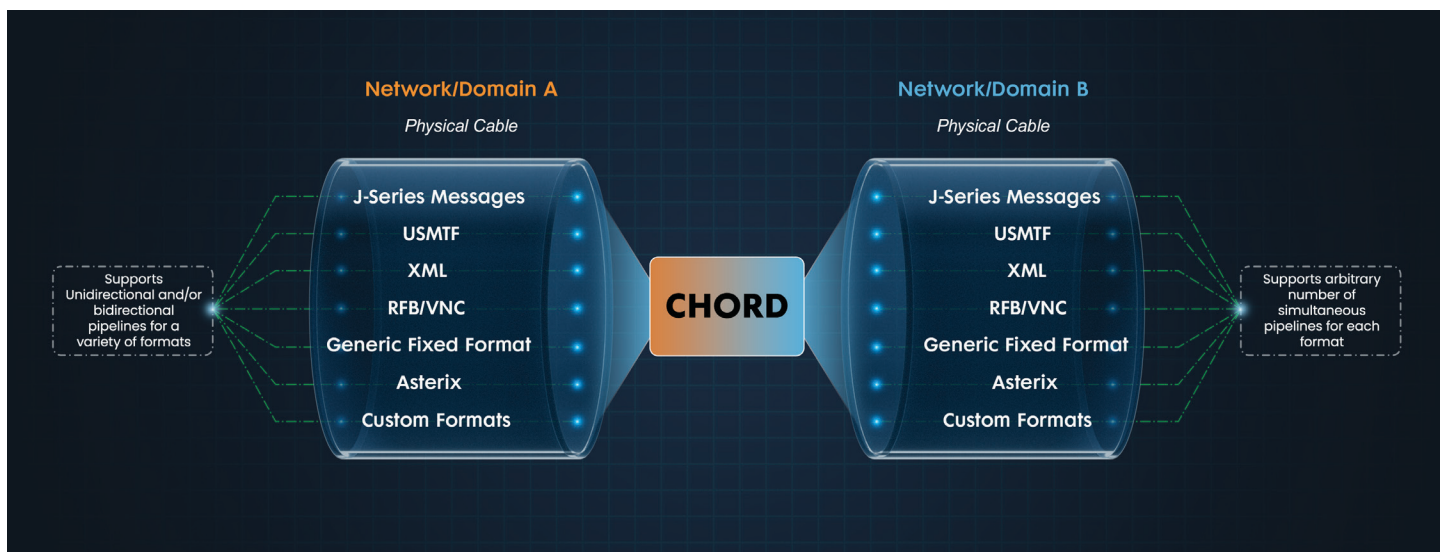 Network/Domain A
Physical Cable
J-Series Messages
USMTF
XML
RFB/VNC
Generic Fixed Format
Asterix
Custom Formats
Supports
Unidirectional and/or
bidirectional
pipelines for a
variety of formats
CHORD
Network/Domain B
Physical Cable
J-Series Messages
USMTF
XML
RFB/VNC
Generic Fixed Format
Asterix
Custom Formats
Supports arbitrary
number of
simultaneous
pipelines for each
format